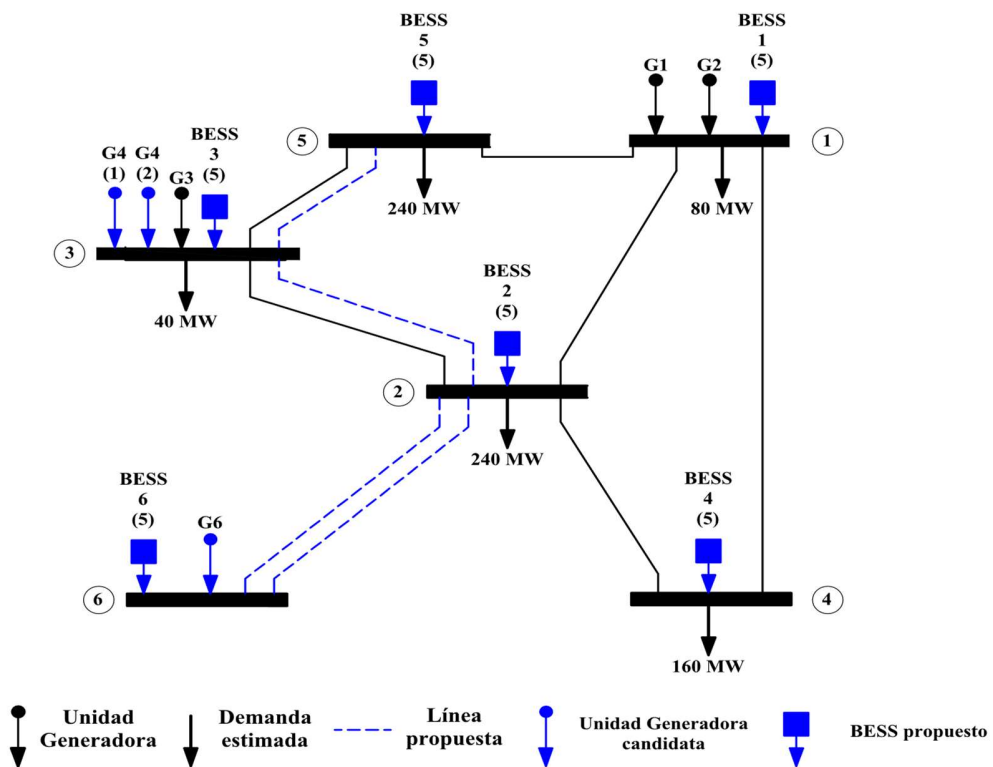 BESS
5
(5)
BESS
1
(5)
G1
G2
5
1
240 MW
80 MW
G4
(1)
G4
(2)
G3
BESS
3
(5)
3
40 MW
BESS
2
(5)
2
240 MW
BESS
6
(5)
G6
6
BESS
4
(5)
4
160 MW
Unidad
Generadora
Demanda
estimada
Línea
propuesta
Unidad Generadora
candidata
BESS propuesto